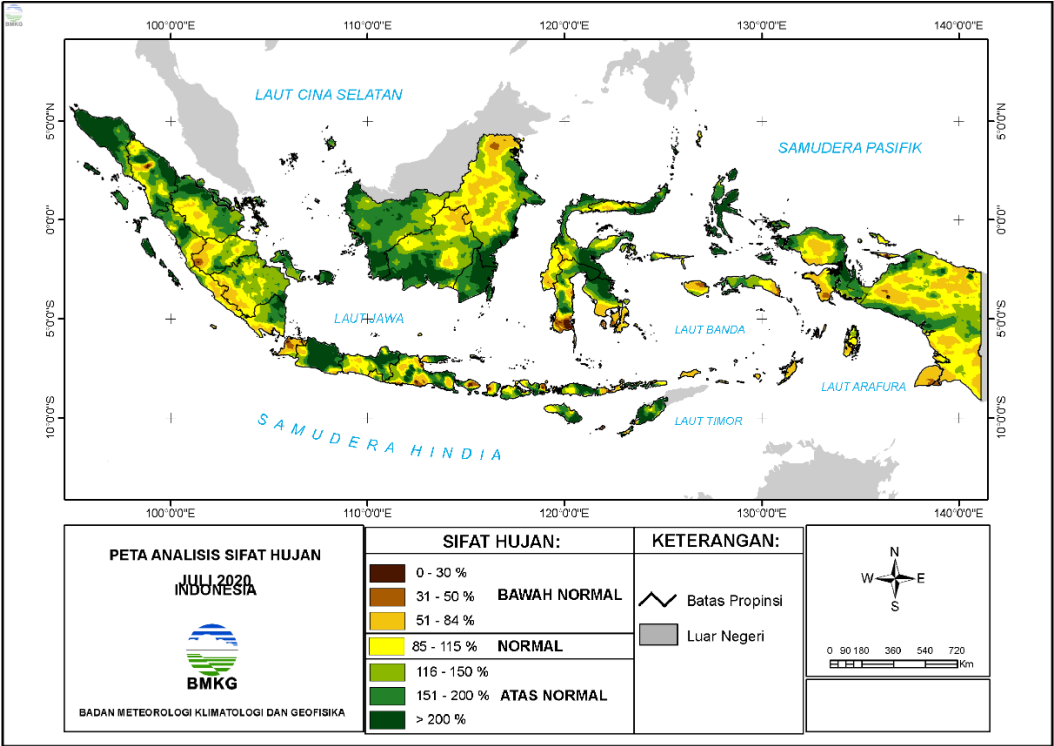 BMKG
100°0'0"E 110°0'0"E 120°0'0"E 130°0'0"E 140°0'0"E
LAUT CINA SELATAN
SAMUDERA PASIFIK
5°0'0"N 5°0'0"N
0°0'0" 0°0'0"
5°0'0"S 5°0'0"S
10°0'0"S 10°0'0"S
LAUT JAWA
LAUT BANDA
LAUT ARAFURA
LAUT TIMOR
SAMUDERA HINDIA
100°0'0"E 110°0'0"E 120°0'0"E 130°0'0"E 140°0'0"E
PETA ANALISIS SIFAT HUJAN
JULI 2020
INDONESIA
BMKG
BADAN METEOROLOGI KLIMATOLOGI DAN GEOFISIKA
SIFAT HUJAN:
0 - 30 %
31 - 50 % BAWAH NORMAL
51 - 84 %
85 - 115 % NORMAL
116 - 150 %
151 - 200 % ATAS NORMAL
> 200 %
KETERANGAN:
Batas Propinsi
Luar Negeri
N
W E
S
0 90 180 360 540 720
Km